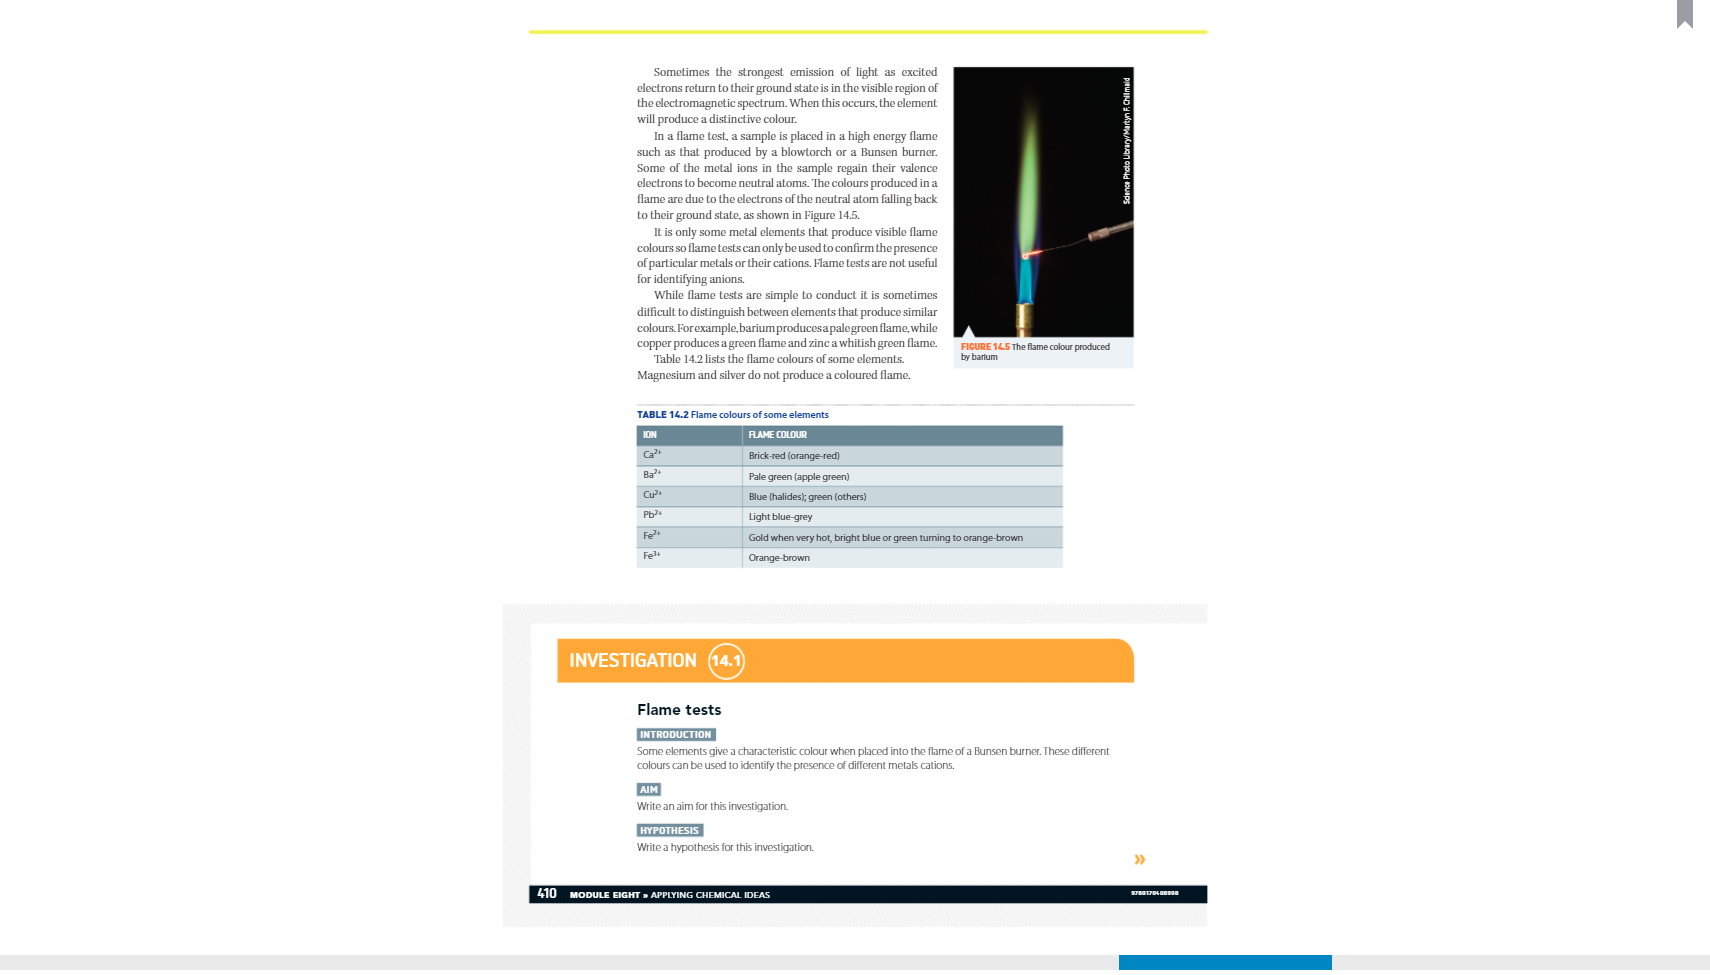 Sometimes the strongest emission of light as excited
electrons return to their ground state is in the visible region of
the electromagnetic spectrum. When this occurs, the element
will produce a distinctive colour.
In a flame test, a sample is placed in a high energy flame
such as that produced by a blowtorch or a Bunsen burner.
Some of the metal ions in the sample regain their valence
electrons to become neutral atoms. The colours produced in a
flame are due to the electrons of the neutral atom falling back
to their ground state, as shown in Figure 14.5.
It is only some metal elements that produce visible flame
colours so flame tests can only be used to confirm the presence
of particular metals or their cations. Flame tests are not useful
for identifying anions.
While flame tests are simple to conduct it is sometimes
difficult to distinguish between elements that produce similar
colours. For example, barium produces a pale green flame, while
copper produces a green flame and zinc a whitish green flame.
Table 14.2 lists the flame colours of some elements.
Magnesium and silver do not produce a coloured flame.
Science Photo Library/Martyn F. Chillmaid
FIGURE 14.5 The flame colour produced
by barium
TABLE 14.2 Flame colours of some elements
ION FLAME COLOUR
Ca²⁺ Brick-red (orange-red)
Ba²⁺ Pale green (apple green)
Cu²⁺ Blue (halides); green (others)
Pb²⁺ Light blue-grey
Fe²⁺ Gold when very hot, bright blue or green turning to orange-brown
Fe³⁺ Orange-brown
INVESTIGATION 14.1
Flame tests
INTRODUCTION
Some elements give a characteristic colour when placed into the flame of a Bunsen burner. These different
colours can be used to identify the presence of different metals cations.
AIM
Write an aim for this investigation.
HYPOTHESIS
Write a hypothesis for this investigation.
»
410 MODULE EIGHT » APPLYING CHEMICAL IDEAS
9780170408998